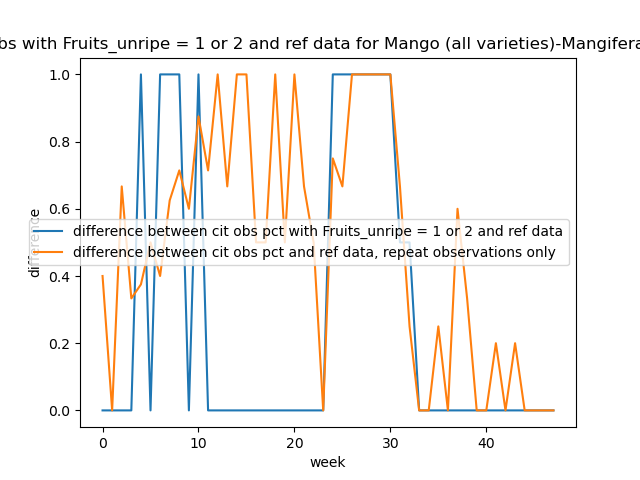 bs with Fruits_unripe = 1 or 2 and ref data for Mango (all varieties)-Mangifera
1.0
0.8
0.6
0.4
0.2
0.0
difference
difference between cit obs pct with Fruits_unripe = 1 or 2 and ref data
difference between cit obs pct and ref data, repeat observations only
0 10 20 30 40
week